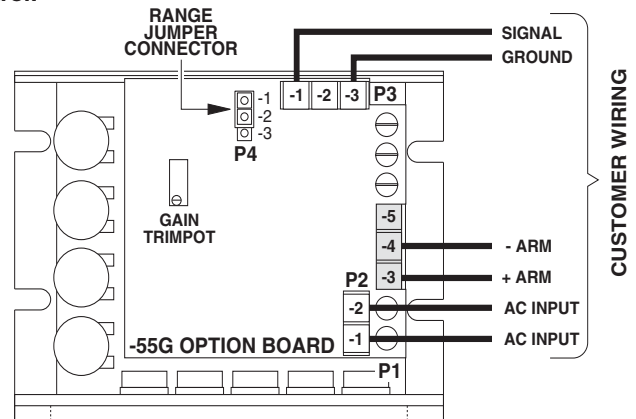 RANGE
JUMPER
CONNECTOR
SIGNAL
GROUND
-1 -2 -3 P3
-1
-2
-3
P4
GAIN
TRIMPOT
-5
-4
- ARM
-3
+ ARM
P2
-2
AC INPUT
-1
AC INPUT
-55G OPTION BOARD
P1
CUSTOMER WIRING